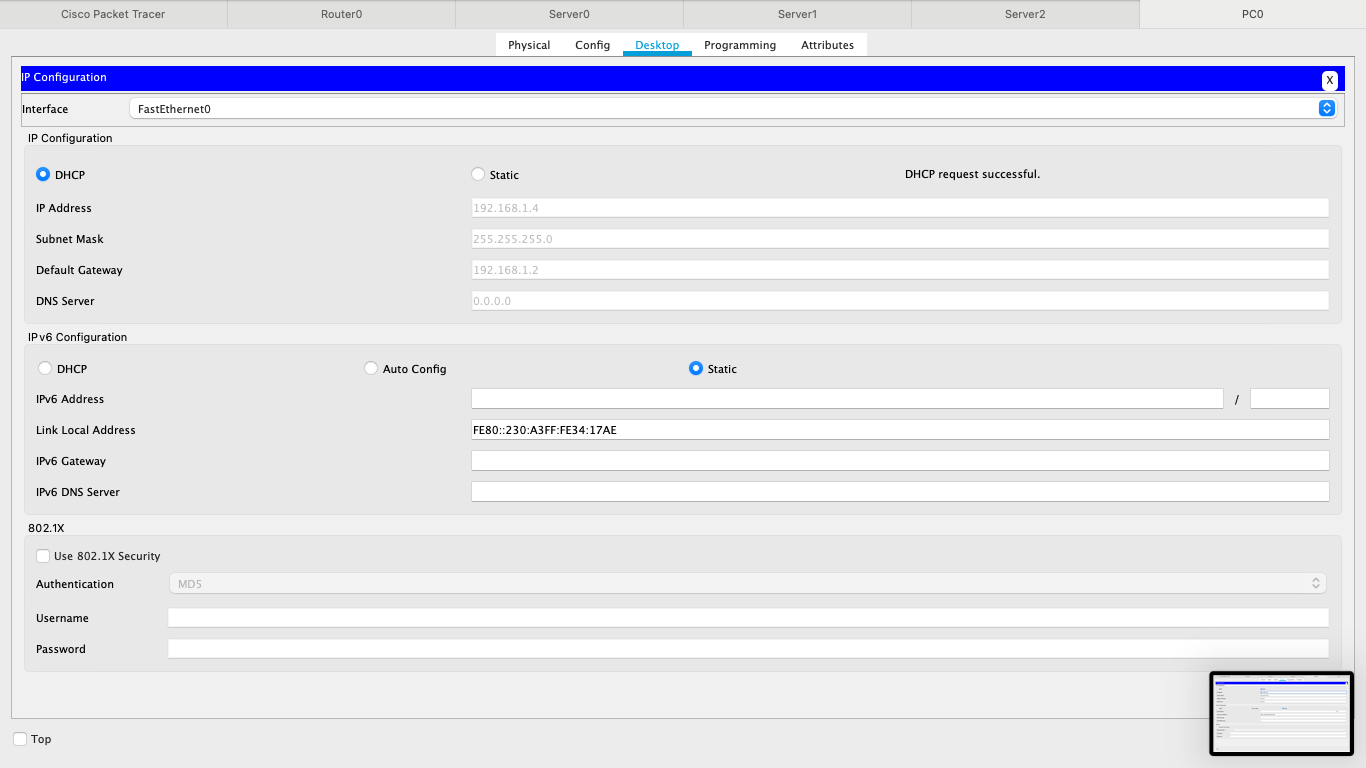 Cisco Packet Tracer Router0 Server0 Server1 Server2 PC0
Physical Config Desktop Programming Attributes
IP Configuration X
Interface FastEthernet0
IP Configuration
DHCP Static DHCP request successful.
IP Address 192.168.1.4
Subnet Mask 255.255.255.0
Default Gateway 192.168.1.2
DNS Server 0.0.0.0
IPv6 Configuration
DHCP Auto Config Static
IPv6 Address /
Link Local Address FE80::230:A3FF:FE34:17AE
IPv6 Gateway
IPv6 DNS Server
802.1X
Use 802.1X Security
Authentication MD5
Username
Password
Top